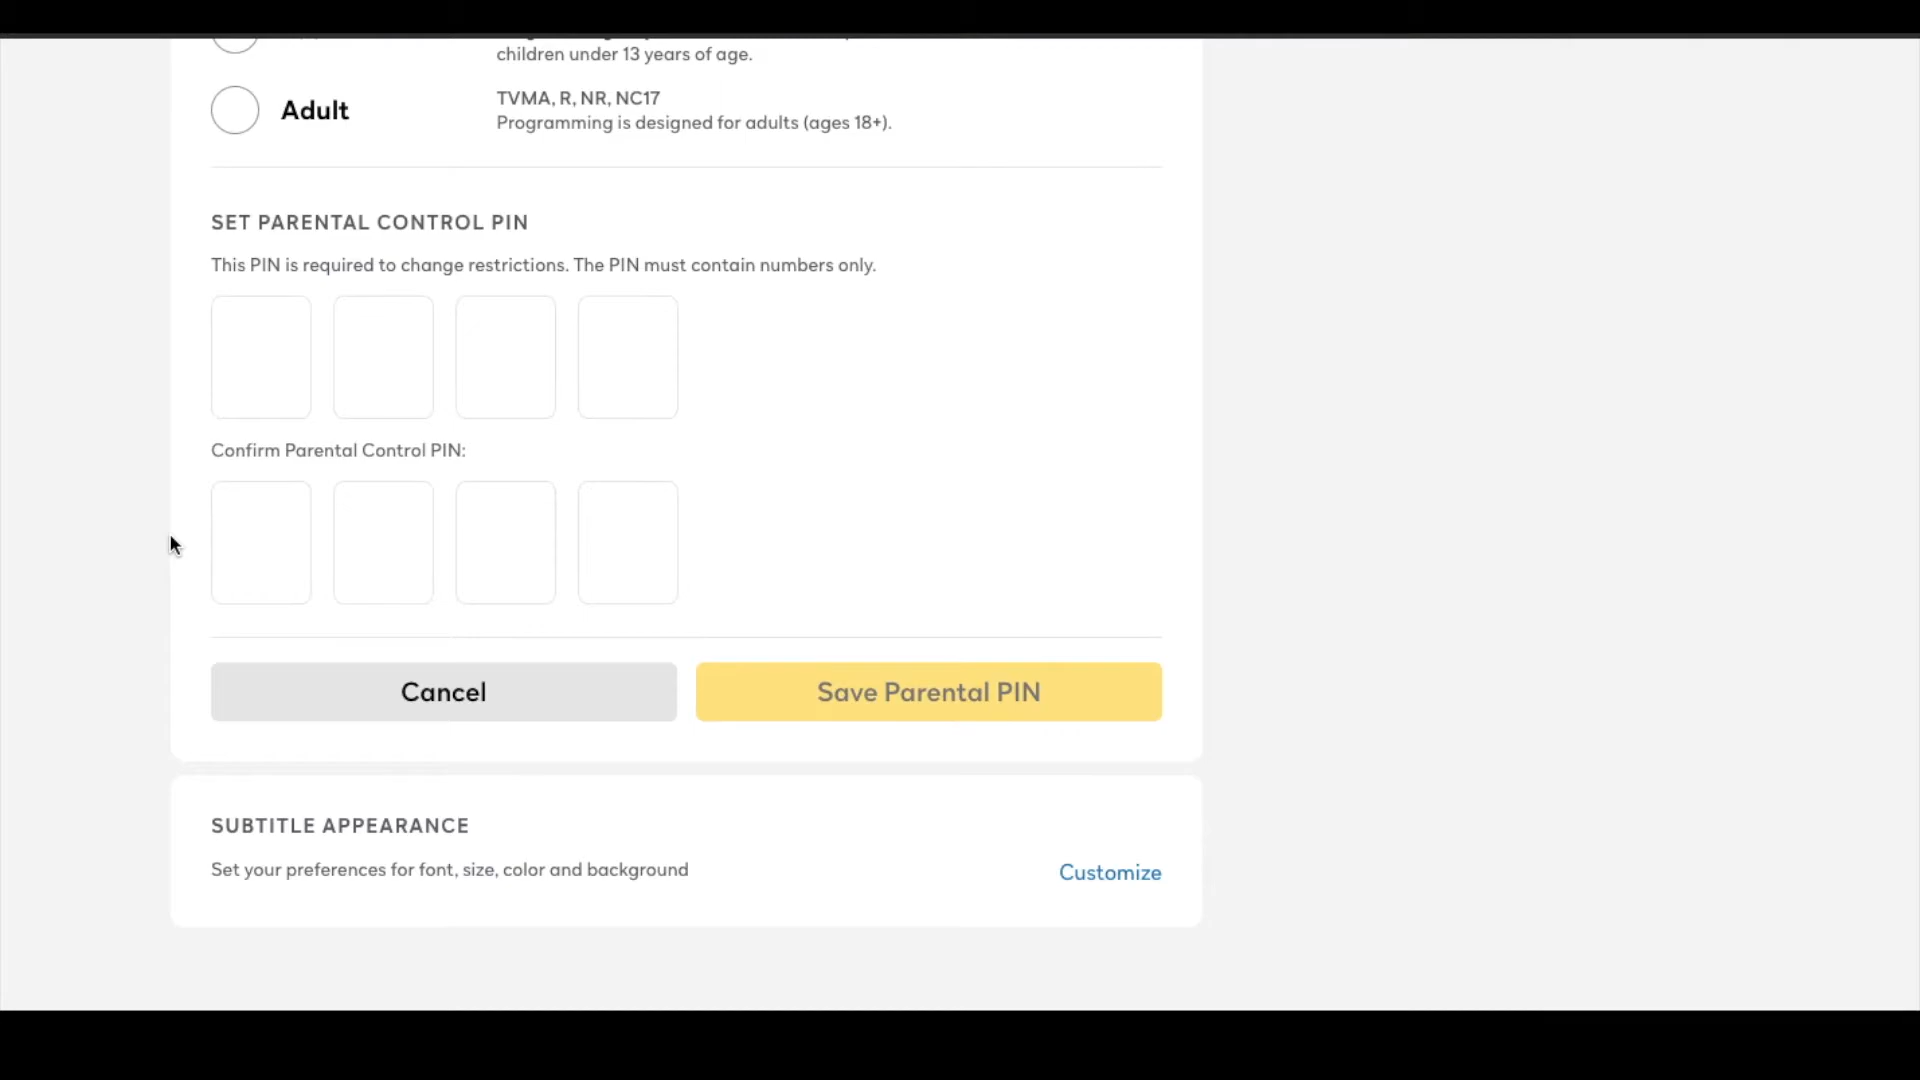 children under 13 years of age.
Adult
TVMA, R, NR, NC17
Programming is designed for adults (ages 18+).
SET PARENTAL CONTROL PIN
This PIN is required to change restrictions. The PIN must contain numbers only.
Confirm Parental Control PIN:
Cancel
Save Parental PIN
SUBTITLE APPEARANCE
Set your preferences for font, size, color and background
Customize